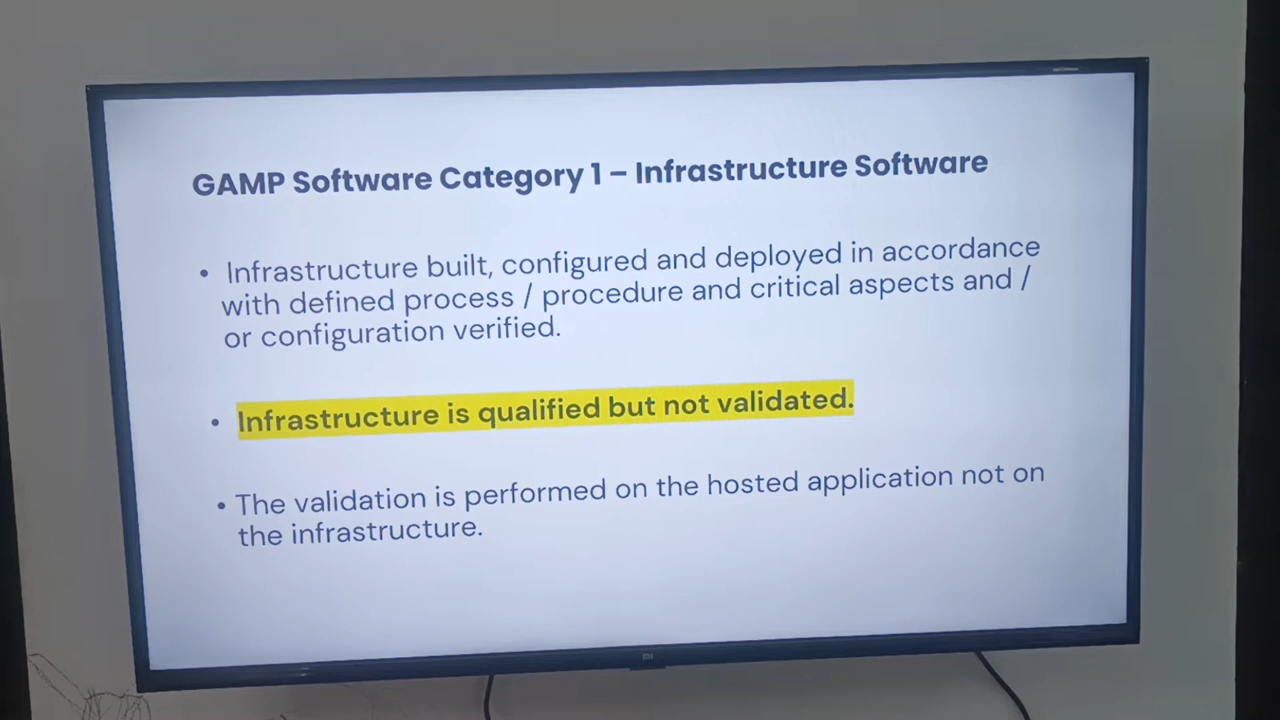 GAMP Software Category 1 – Infrastructure Software
• Infrastructure built, configured and deployed in accordance
with defined process / procedure and critical aspects and /
or configuration verified.
• Infrastructure is qualified but not validated.
• The validation is performed on the hosted application not on
the infrastructure.
MI